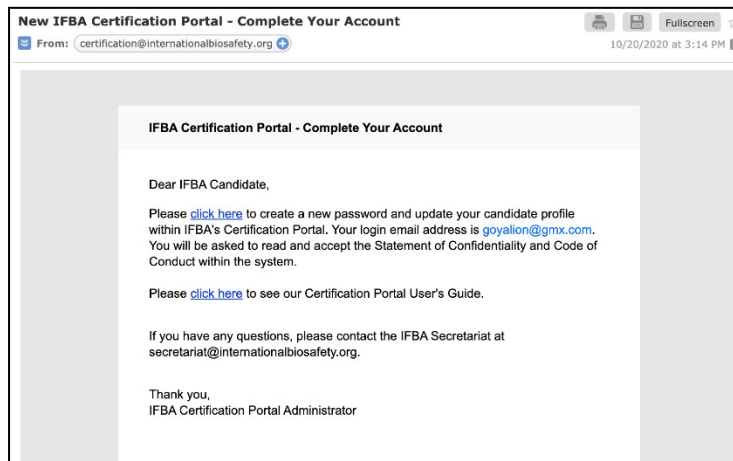 New IFBA Certification Portal - Complete Your Account
Fullscreen
From: certification@internationalbiosafety.org
10/20/2020 at 3:14 PM
IFBA Certification Portal - Complete Your Account
Dear IFBA Candidate,
Please click here to create a new password and update your candidate profile
within IFBA's Certification Portal. Your login email address is goyalion@gmx.com.
You will be asked to read and accept the Statement of Confidentiality and Code of
Conduct within the system.
Please click here to see our Certification Portal User's Guide.
If you have any questions, please contact the IFBA Secretariat at
secretariat@internationalbiosafety.org.
Thank you,
IFBA Certification Portal Administrator